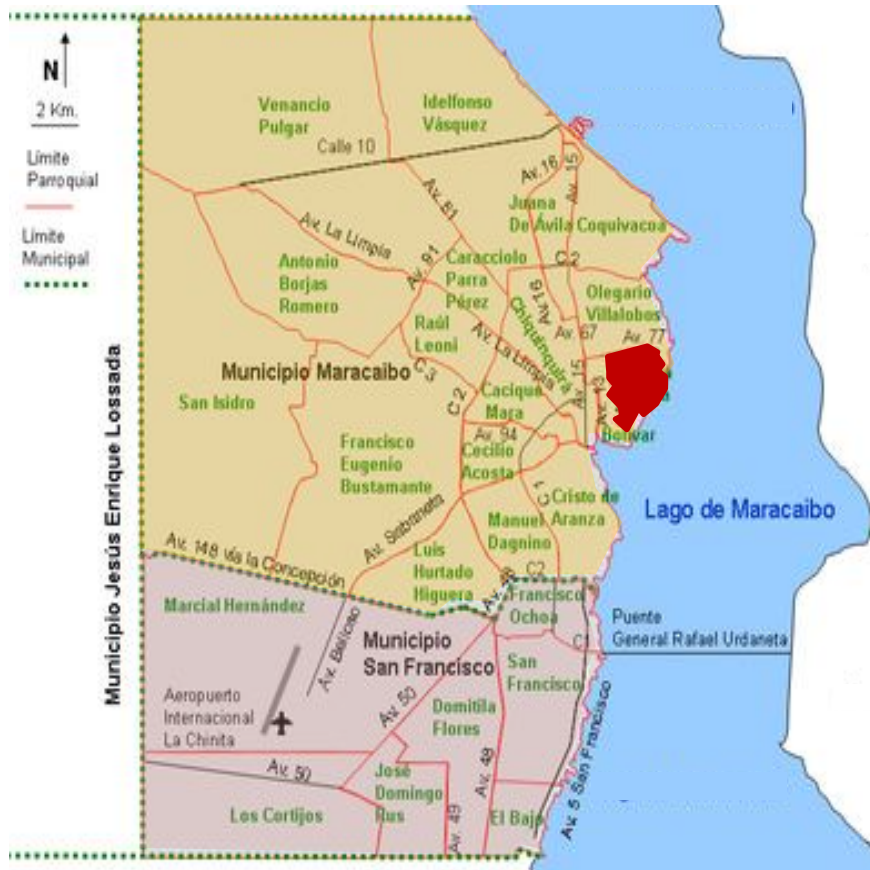 N
2 Km.
Límite
Parroquial
Límite
Municipal
Venancio
Pulgar
Idelfonso
Vásquez
Calle 10
Av. 16
Av. 15
Av. 81
Juana
De Ávila
Coquivacoa
Av. La Limpia
Av. 91
Antonio
Borjas
Romero
Caracciolo
Parra
Pérez
C.2
Av.16
Olegario
Villalobos
Chiquinquirá
Av. 67
Av. 77
Raúl
Leoni
Av. La Limpia
Av. 15
C 3
Municipio Maracaibo
San Isidro
C 2
Cacique
Mara
Bolívar
Av. 94
Francisco
Eugenio
Bustamante
Cecilio
Acosta
C 1
Cristo de
Aranza
Lago de Maracaibo
Manuel
Dagnino
Av. Sabaneta
Luis
Hurtado
Higuera
Av. 148 vía la Concepción
C2
Av. 48
Municipio Jesús Enrique Lossada
Marcial Hernández
Francisco
Ochoa
Puente
General Rafael Urdaneta
C1
Av. Belloso
Municipio
San Francisco
San
Francisco
Aeropuerto
Internacional
La Chinita
Av. 50
Domitila
Flores
Av. 50
Av. 48
José
Domingo
Rus
Av. 49
Los Cortijos
El Bajo
Av. 5 San Francisco